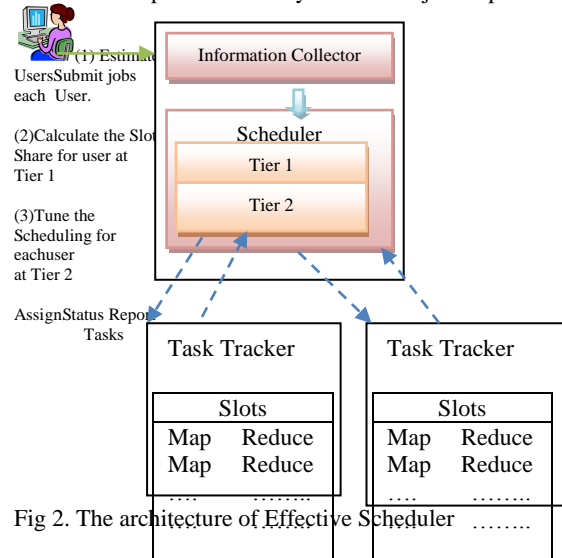 (1) Estimate
UsersSubmit jobs
each User.
(2)Calculate the Slot
Share for user at
Tier 1
(3)Tune the
Scheduling for
eachuser
at Tier 2
AssignStatus Report
Tasks
Information Collector
Scheduler
Tier 1
Tier 2
Task Tracker
Slots
Map Reduce
Map Reduce
…. ……..
Task Tracker
Slots
Map Reduce
Map Reduce
…. ……..
Fig 2. The architecture of Effective Scheduler
…. ……..
…. ……..